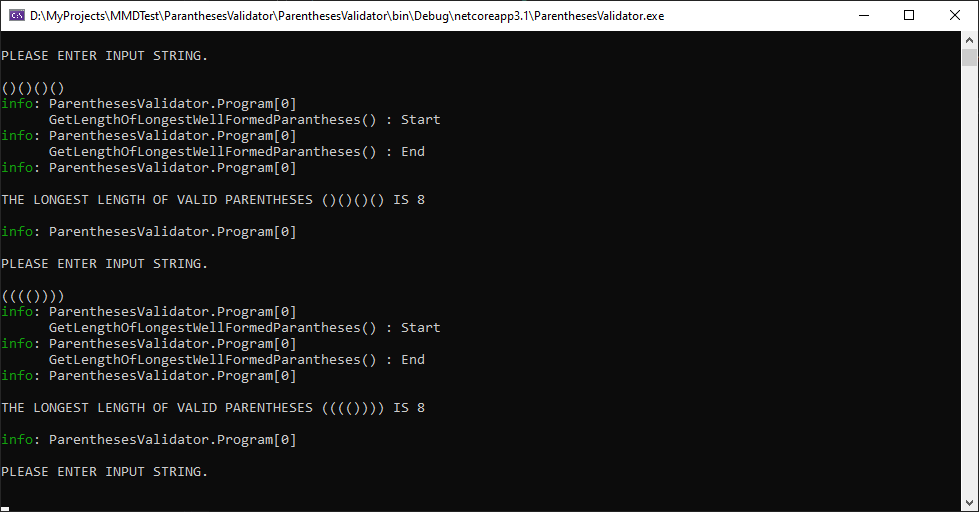 D:\MyProjects\MMDTest\ParanthesesValidator\ParenthesesValidator\bin\Debug\netcoreapp3.1\ParenthesesValidator.exe
PLEASE ENTER INPUT STRING.
()()()()
info: ParenthesesValidator.Program[0]
      GetLengthOfLongestWellFormedParantheses() : Start
info: ParenthesesValidator.Program[0]
      GetLengthOfLongestWellFormedParantheses() : End
info: ParenthesesValidator.Program[0]
THE LONGEST LENGTH OF VALID PARENTHESES ()()()() IS 8
info: ParenthesesValidator.Program[0]
PLEASE ENTER INPUT STRING.
(((())))
info: ParenthesesValidator.Program[0]
      GetLengthOfLongestWellFormedParantheses() : Start
info: ParenthesesValidator.Program[0]
      GetLengthOfLongestWellFormedParantheses() : End
info: ParenthesesValidator.Program[0]
THE LONGEST LENGTH OF VALID PARENTHESES (((()))) IS 8
info: ParenthesesValidator.Program[0]
PLEASE ENTER INPUT STRING.